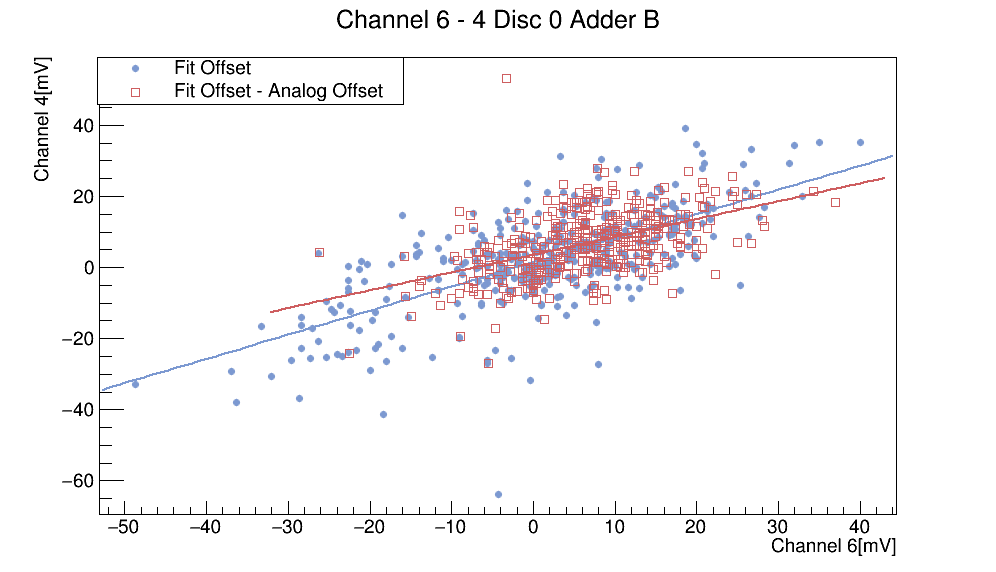 Channel 6 - 4 Disc 0 Adder B
Channel 4[mV]
Fit Offset
Fit Offset - Analog Offset
40
20
0
−20
−40
−60
−50 −40 −30 −20 −10 0 10 20 30 40
Channel 6[mV]